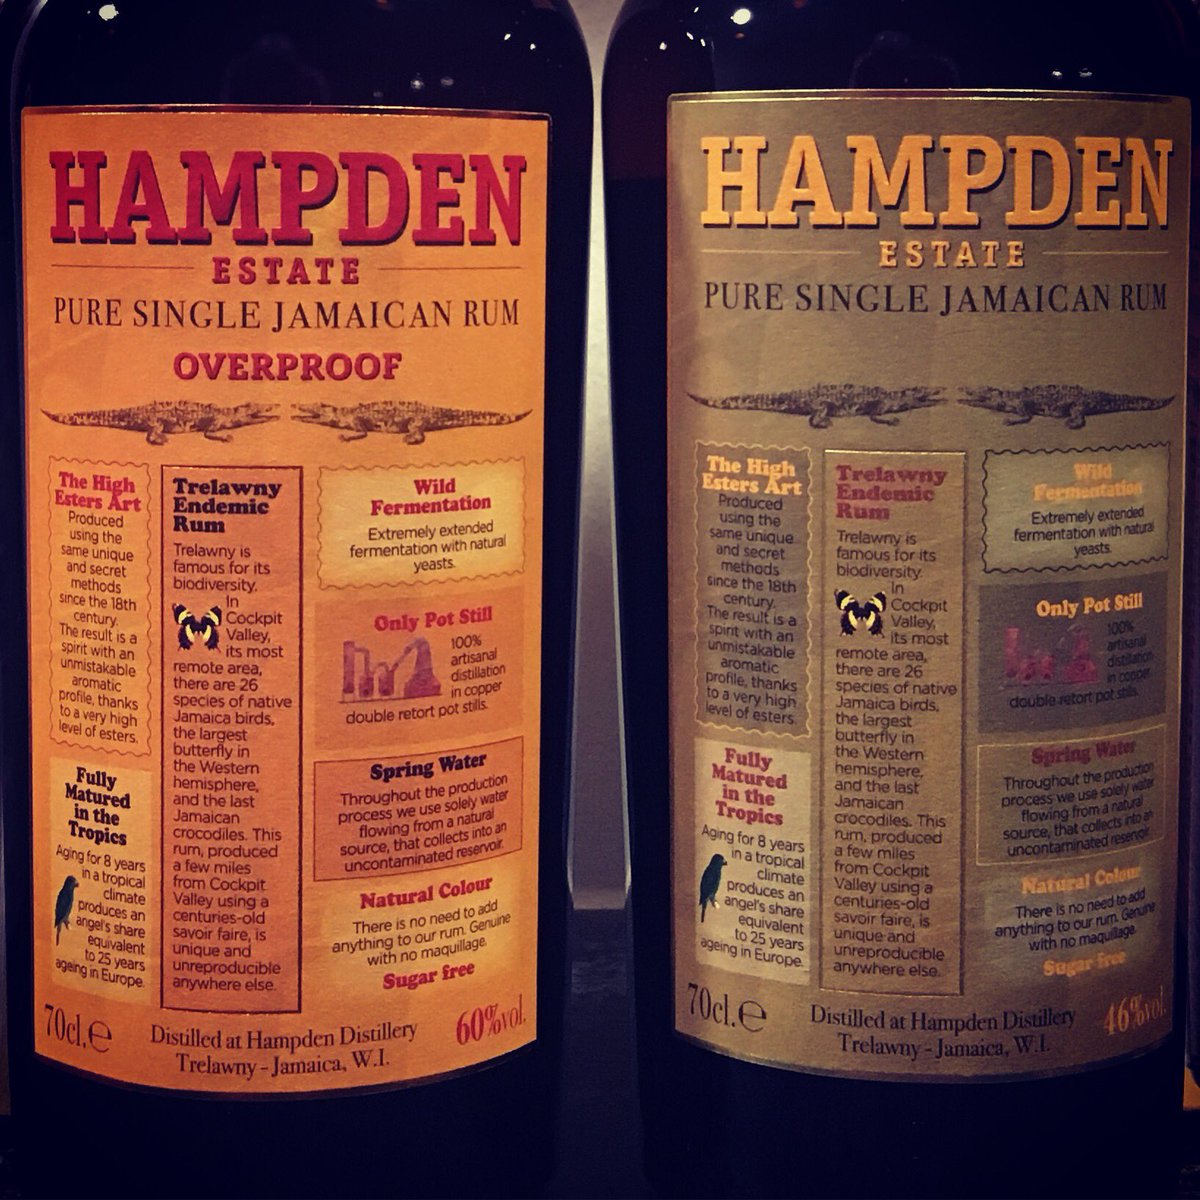 HAMPDEN
ESTATE
PURE SINGLE JAMAICAN RUM
OVERPROOF
The High
Esters Art
Produced
using the
same unique
and secret
methods
since the 18th
century.
The result is a
spirit with an
unmistakable
aromatic
profile, thanks
to a very high
level of esters.
Fully
Matured
in the
Tropics
Aging for 8 years
in a tropical
climate
produces an
angel's share
equivalent
to 25 years
ageing in Europe.
Trelawny
Endemic
Rum
Trelawny is
famous for its
biodiversity.
In
Cockpit
Valley,
its most
remote area,
there are 26
species of native
Jamaica birds,
the largest
butterfly in
the Western
hemisphere,
and the last
Jamaican
crocodiles. This
rum, produced
a few miles
from Cockpit
Valley using a
centuries-old
savoir faire, is
unique and
unreproducible
anywhere else.
Wild
Fermentation
Extremely extended
fermentation with natural
yeasts.
Only Pot Still
100%
artisanal
distillation
in copper
double retort pot stills.
Spring Water
Throughout the production
process we use solely water
flowing from a natural
source, that collects into an
uncontaminated reservoir.
Natural Colour
There is no need to add
anything to our rum. Genuine
with no maquillage.
Sugar free
70cl.e
Distilled at Hampden Distillery
Trelawny - Jamaica, W.I.
60%vol.
HAMPDEN
ESTATE
PURE SINGLE JAMAICAN RUM
The High
Esters Art
Produced
using the
same unique
and secret
methods
since the 18th
century.
The result is a
spirit with an
unmistakable
aromatic
profile, thanks
to a very high
level of esters.
Fully
Matured
in the
Tropics
Aging for 8 years
in a tropical
climate
produces an
angel's share
equivalent
to 25 years
ageing in Europe.
Trelawny
Endemic
Rum
Trelawny is
famous for its
biodiversity.
In
Cockpit
Valley,
its most
remote area,
there are 26
species of native
Jamaica birds,
the largest
butterfly in
the Western
hemisphere,
and the last
Jamaican
crocodiles. This
rum, produced
a few miles
from Cockpit
Valley using a
centuries-old
savoir faire, is
unique and
unreproducible
anywhere else.
Wild
Fermentation
Extremely extended
fermentation with natural
yeasts.
Only Pot Still
100%
artisanal
distillation
in copper
double retort pot stills.
Spring Water
Throughout the production
process we use solely water
flowing from a natural
source, that collects into an
uncontaminated reservoir.
Natural Colour
There is no need to add
anything to our rum. Genuine
with no maquillage.
Sugar free
70cl.e
Distilled at Hampden Distillery
Trelawny - Jamaica, W.I.
46%vol.